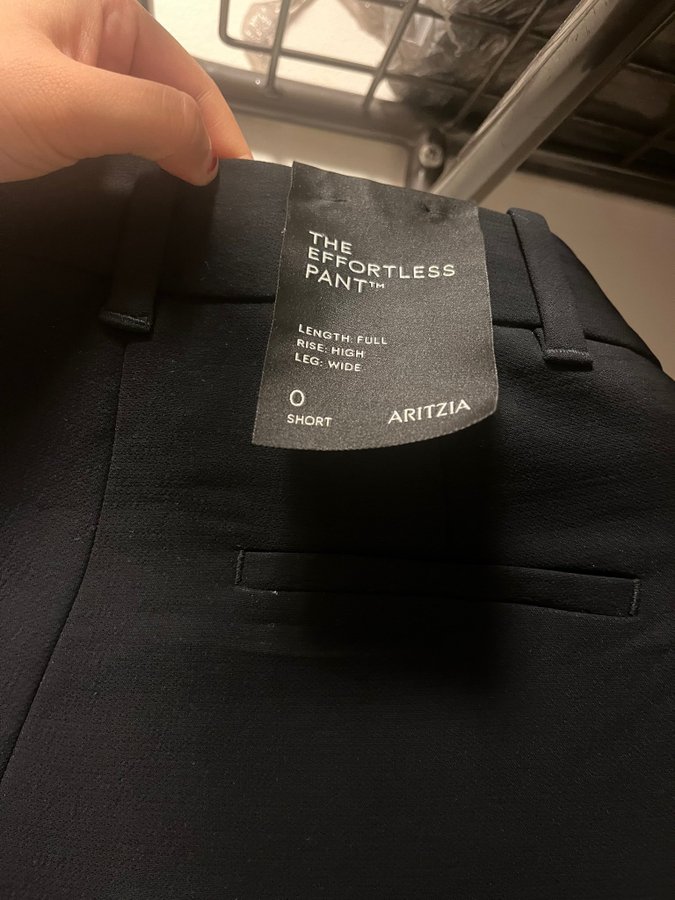 THE
EFFORTLESS
PANT™
LENGTH: FULL
RISE: HIGH
LEG: WIDE
0
SHORT
ARITZIA